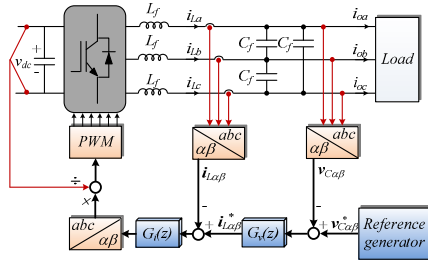 L_f i_La i_oa
+ v_dc -
L_f i_Lb C_f C_f i_ob
Load
L_f i_Lc C_f i_oc
PWM
abc αβ
abc αβ
÷
×
i_Lαβ
v_Cαβ
abc αβ
G_i(z)
- + i*_Lαβ
G_v(z)
- + v*_Cαβ
Reference
generator